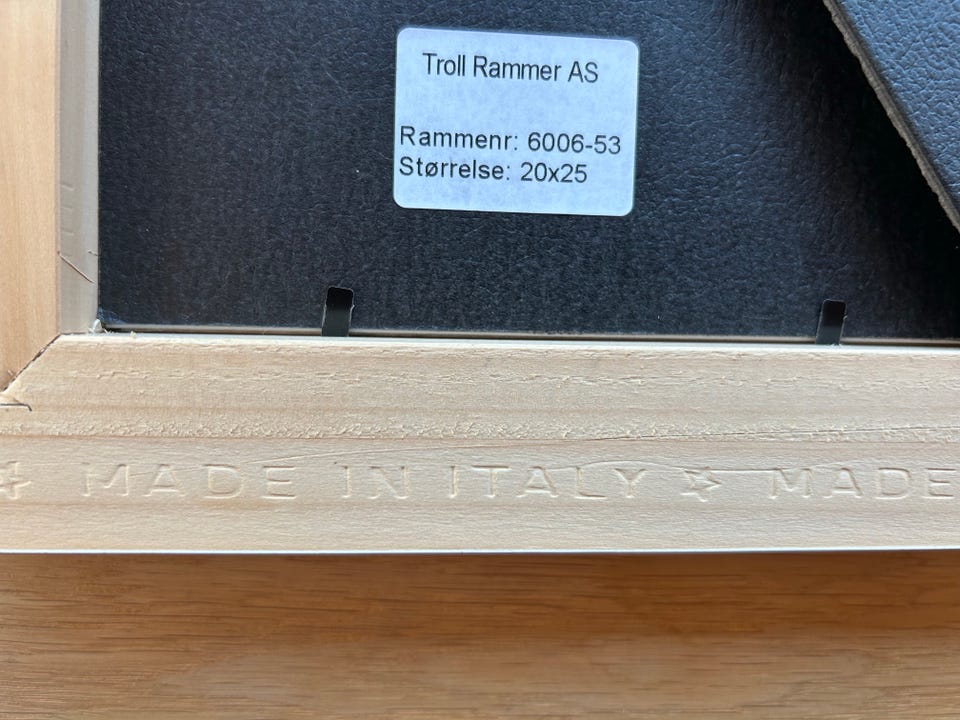 Troll Rammer AS
Rammenr: 6006-53
Størrelse: 20x25
MADE IN ITALY ☆ MADE